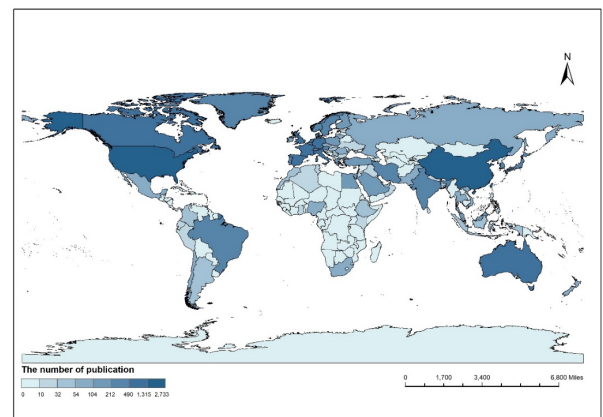 N
The number of publication
0 10 32 54 104 212 490 1,315 2,733
0 1,700 3,400 6,800 Miles